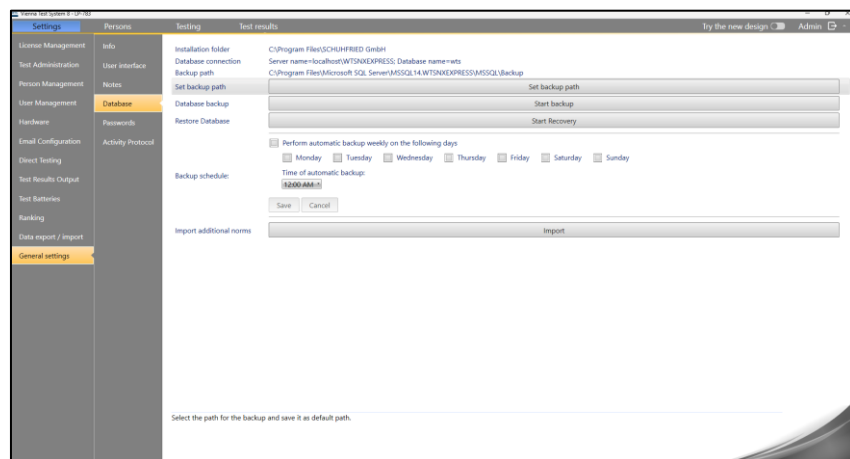 Vienna Test System 8 - LP-783
Settings Persons Testing Test results Try the new design Admin
License Management
Test Administration
Person Management
User Management
Hardware
Email Configuration
Direct Testing
Test Results Output
Test Batteries
Ranking
Data export / import
General settings
Info
User interface
Notes
Database
Passwords
Activity Protocol
Installation folder C:\Program Files\SCHUHFRIED GmbH
Database connection Server name=localhost\WTSNXEXPRESS; Database name=wts
Backup path C:\Program Files\Microsoft SQL Server\MSSQL14.WTSNXEXPRESS\MSSQL\Backup
Set backup path Set backup path
Database backup Start backup
Restore Database Start Recovery
Perform automatic backup weekly on the following days
Monday Tuesday Wednesday Thursday Friday Saturday Sunday
Backup schedule: Time of automatic backup:
12:00 AM
Save Cancel
Import additional norms Import
Select the path for the backup and save it as default path.